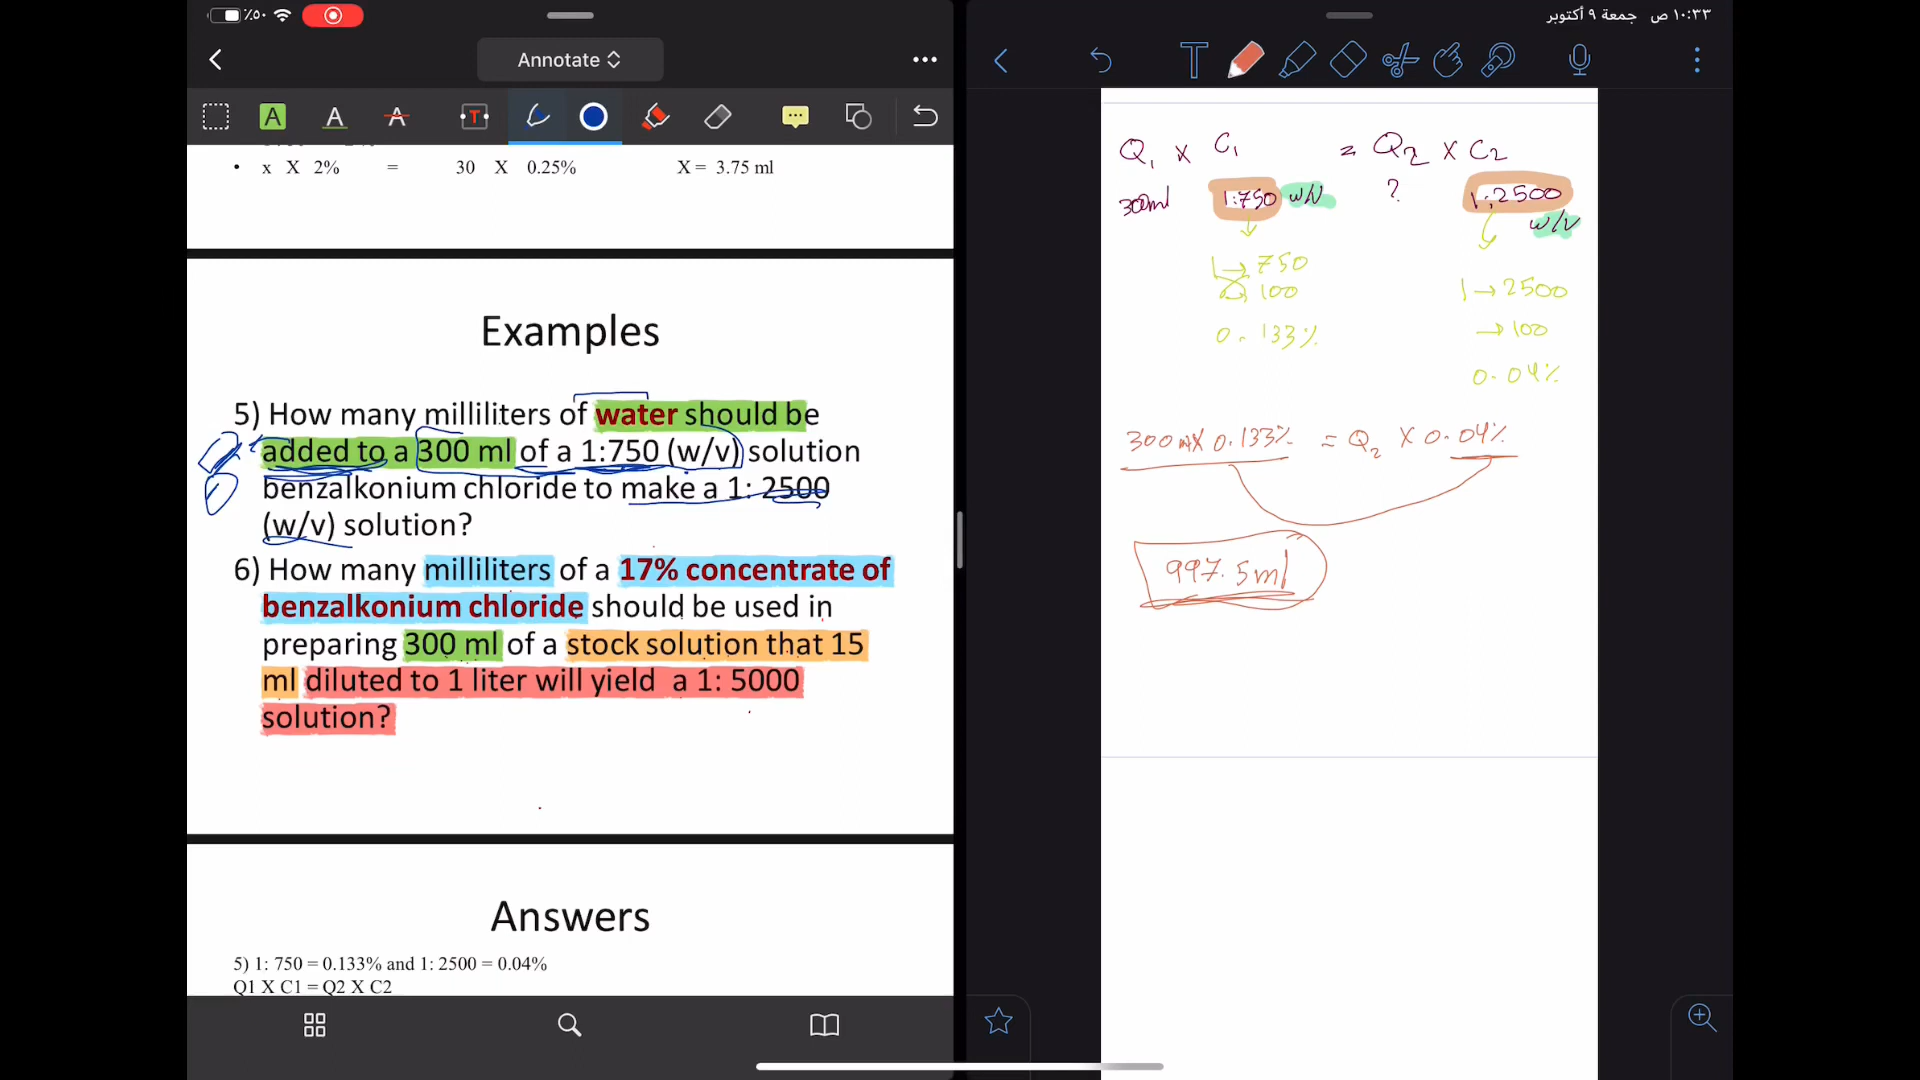 ٪٥٠
Annotate
A A A T
x X 2% = 30 X 0.25% X = 3.75 ml
Examples
5) How many milliliters of water should be
added to a 300 ml of a 1:750 (w/v) solution
benzalkonium chloride to make a 1: 2500
(w/v) solution?
6) How many milliliters of a 17% concentrate of
benzalkonium chloride should be used in
preparing 300 ml of a stock solution that 15
ml diluted to 1 liter will yield a 1: 5000
solution?
Answers
5) 1: 750 = 0.133% and 1: 2500 = 0.04%
Q1 X C1 = Q2 X C2
١٠:٣٣ ص جمعة ٩ أكتوبر
T
Q1 x C1 = Q2 x C2
300ml 1:750 w/v ? 1:2500
w/v
1 → 750
100
0.133%
1 → 2500
→ 100
0.04%
300 x 0.133% = Q2 x 0.04%
997.5ml